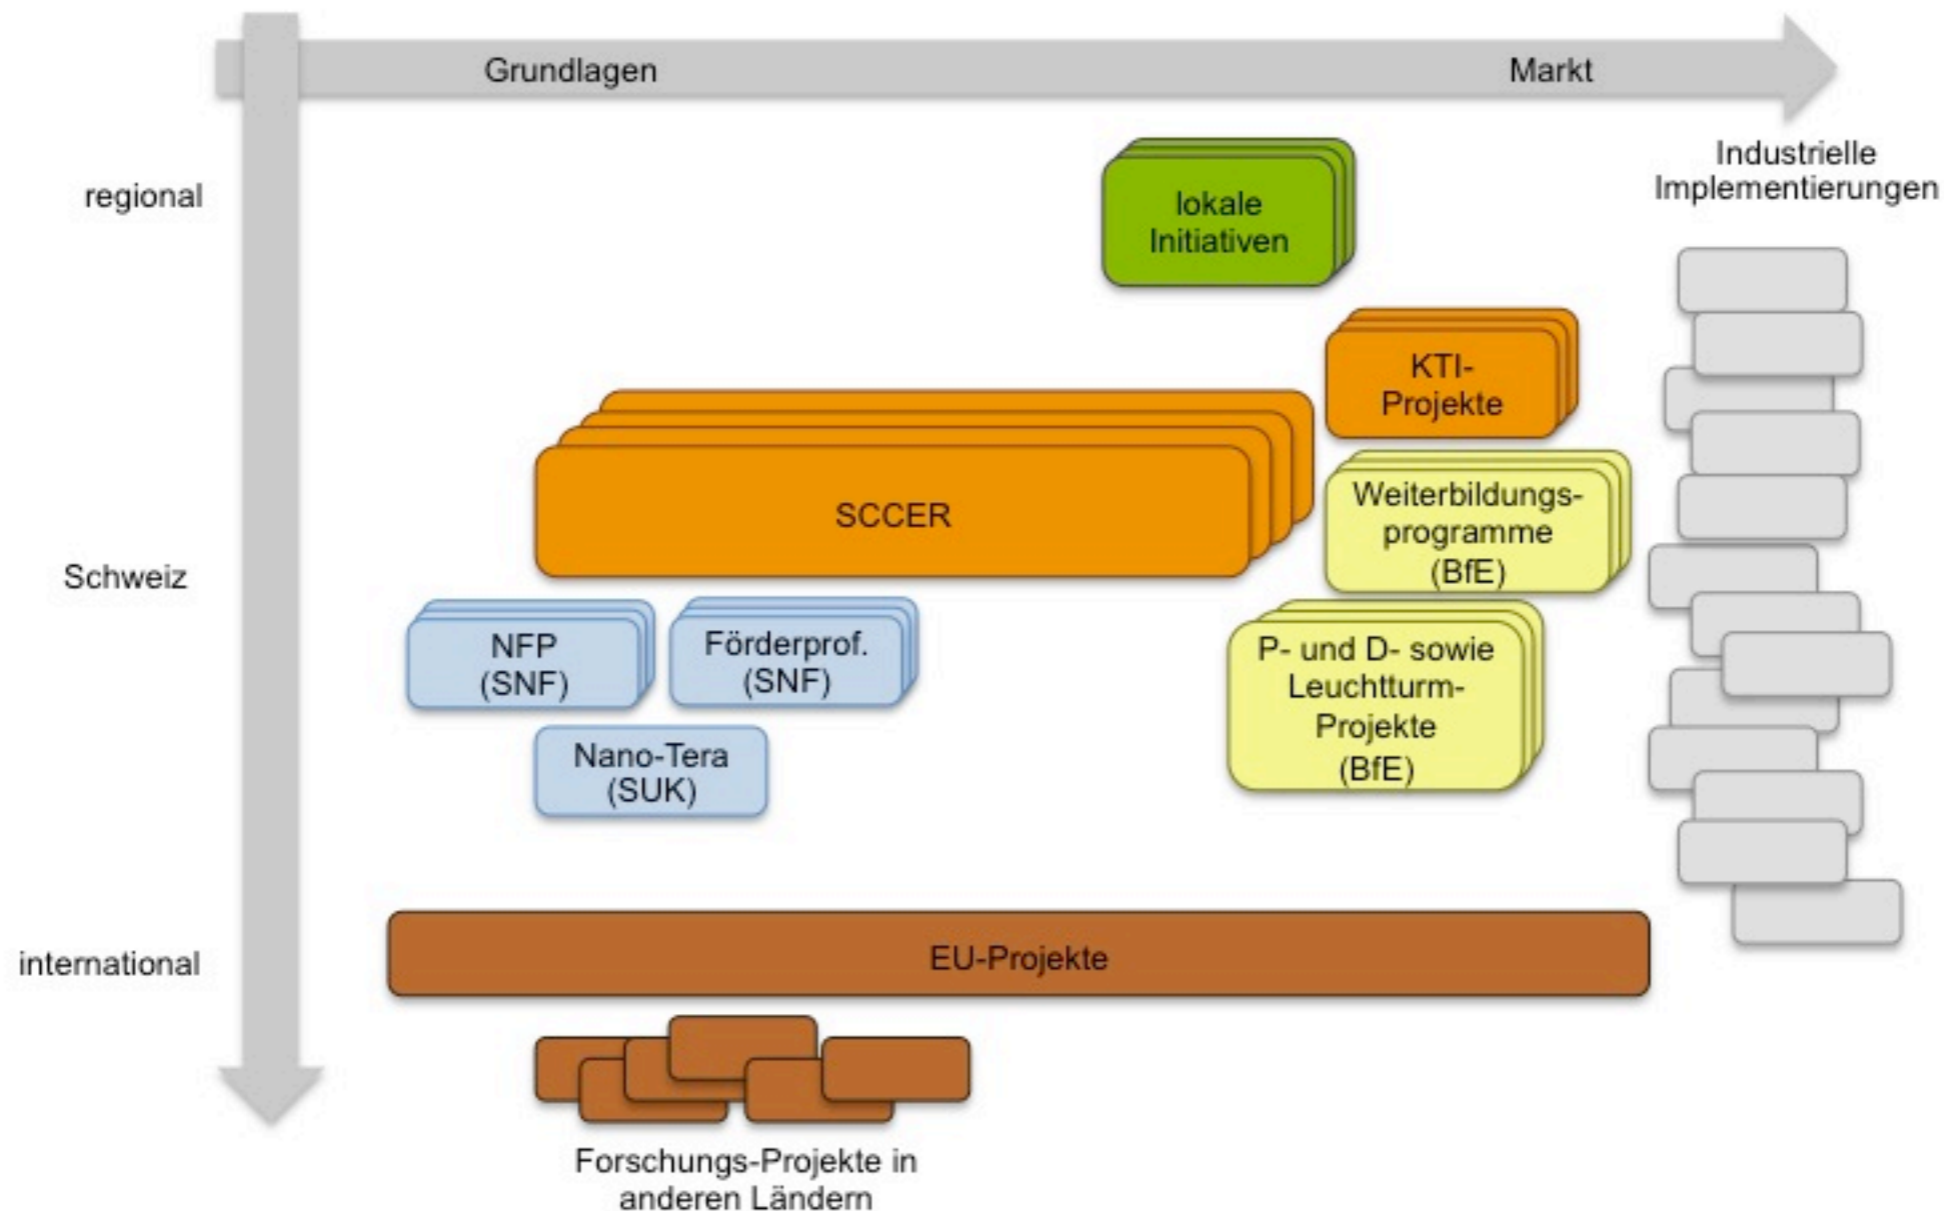 Grundlagen
Markt
Industrielle
Implementierungen
regional
lokale
Initiativen
KTI-
Projekte
SCCER
Weiterbildungs-
programme
(BfE)
Schweiz
NFP
(SNF)
Förderprof.
(SNF)
P- und D- sowie
Leuchtturm-
Projekte
(BfE)
Nano-Tera
(SUK)
international
EU-Projekte
Forschungs-Projekte in
anderen Ländern